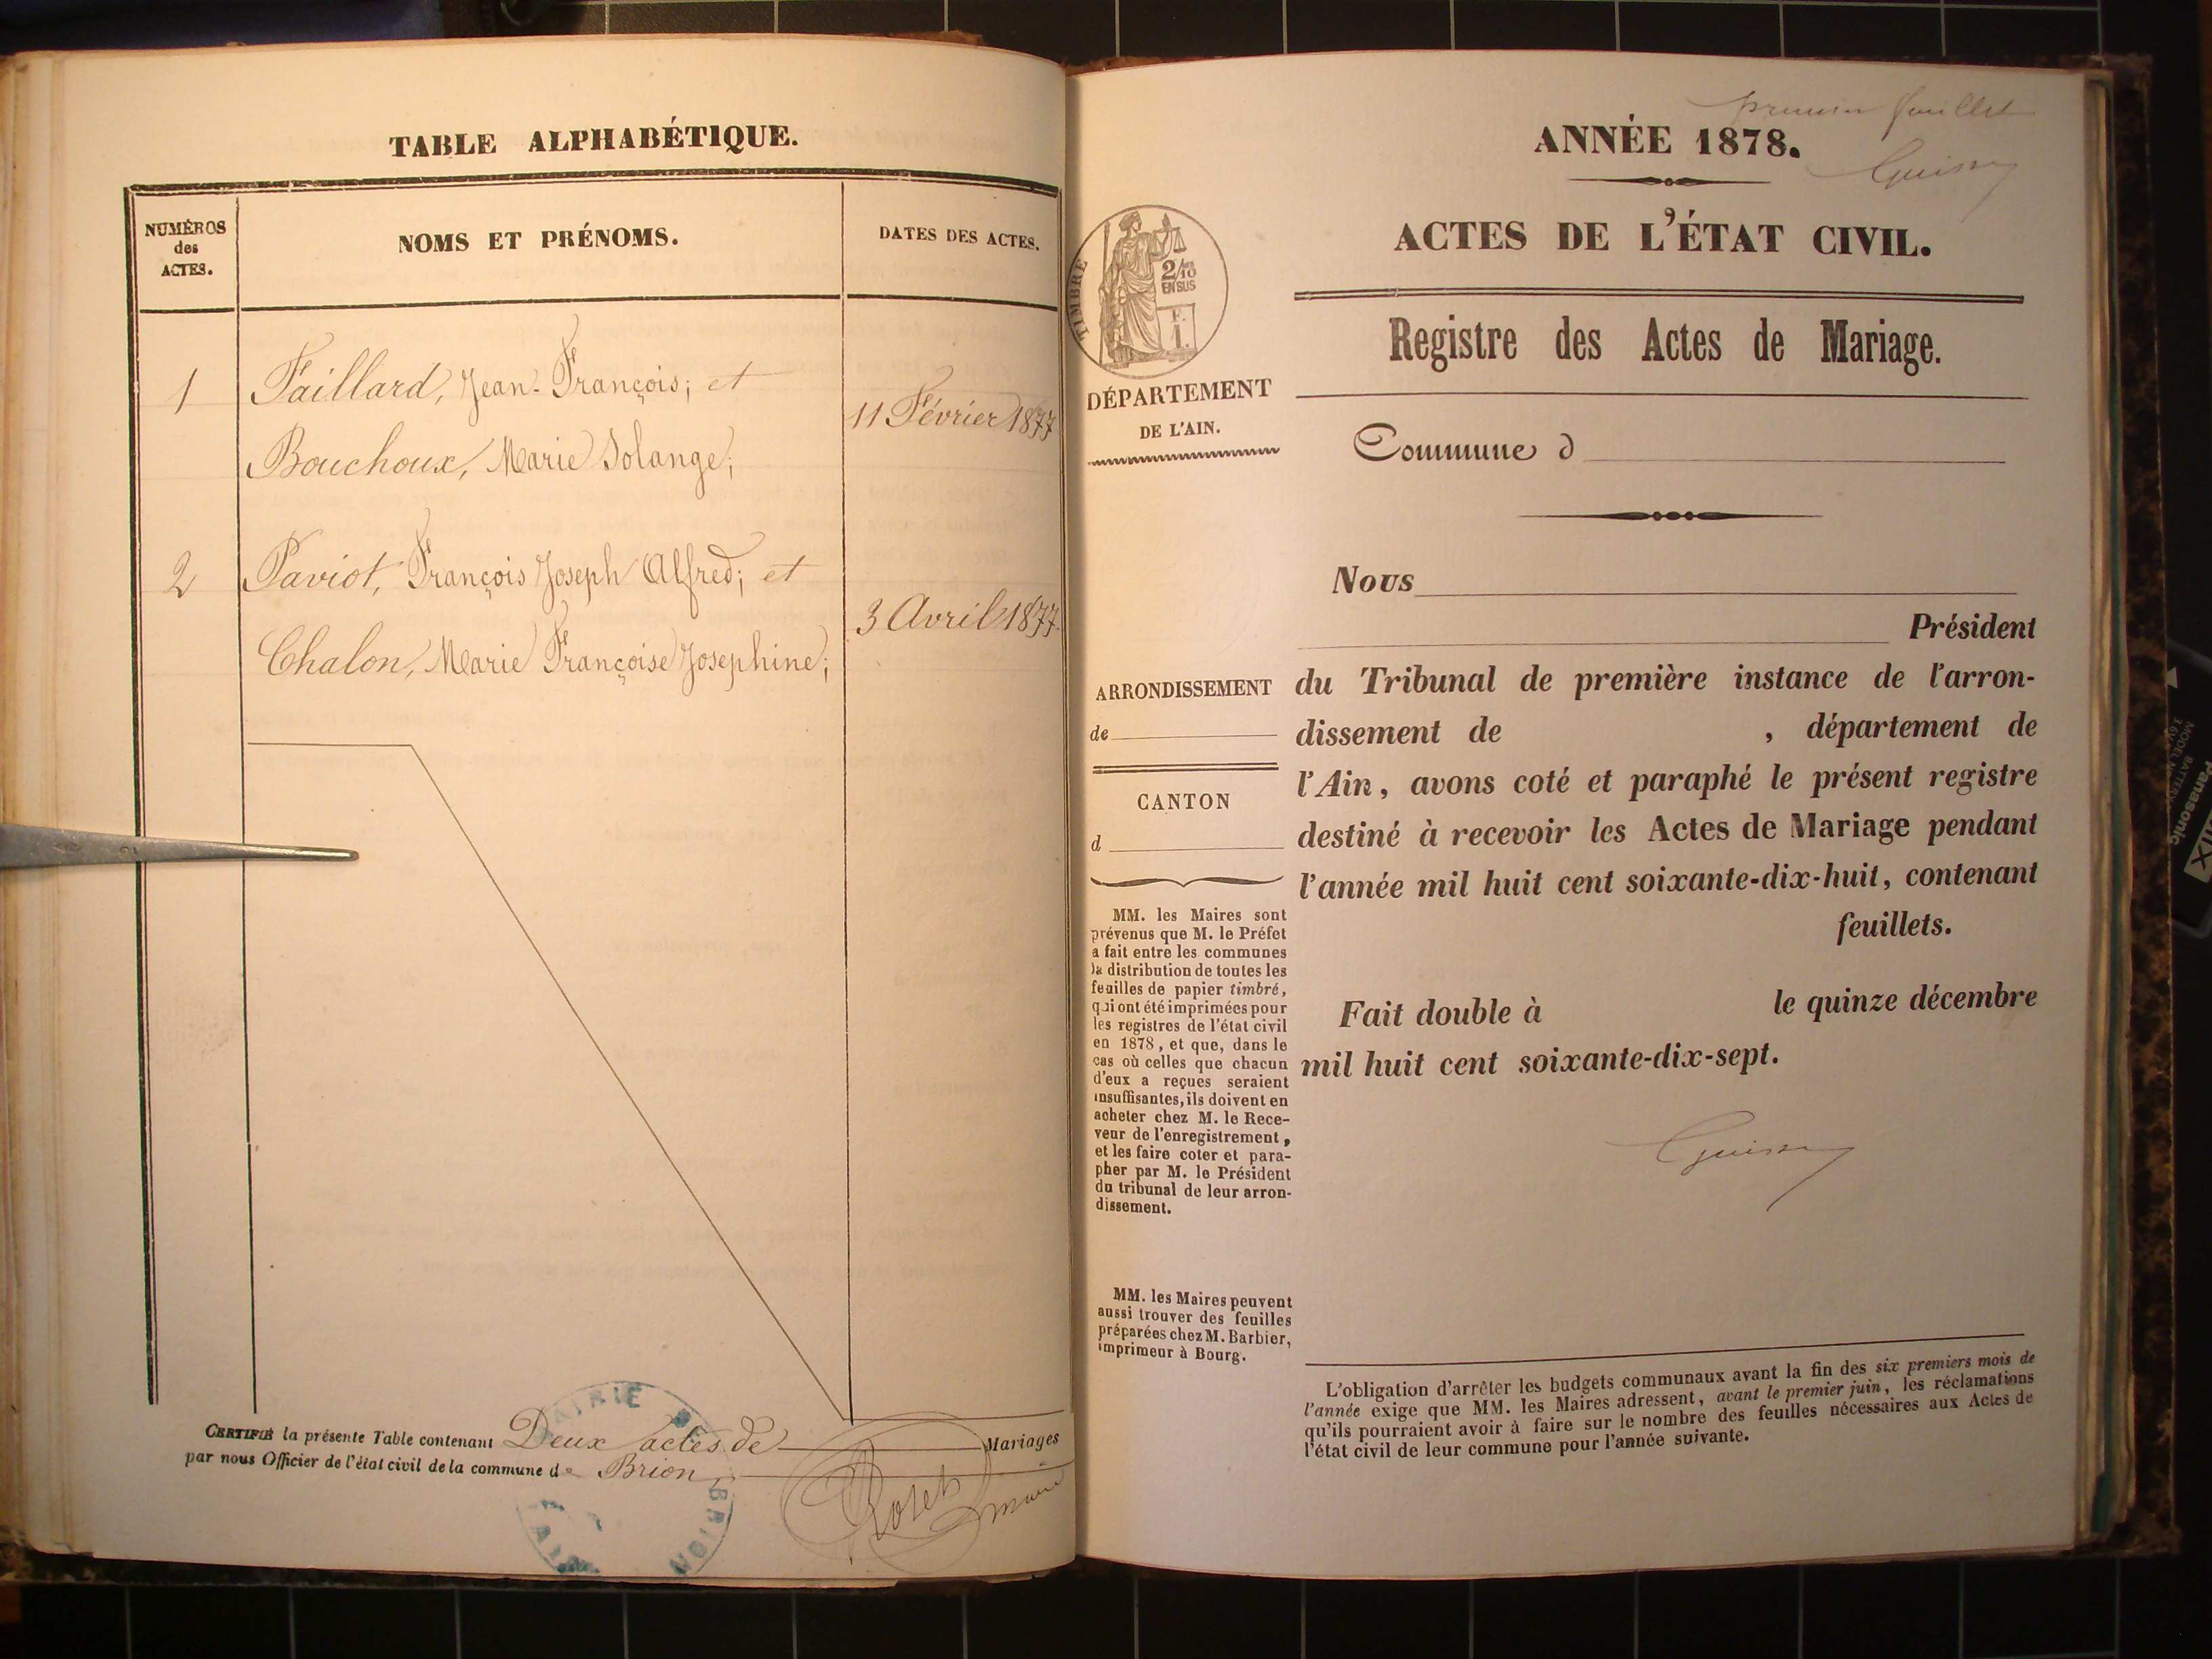 TABLE ALPHABÉTIQUE.
NUMÉROS
des
ACTES.
NOMS ET PRÉNOMS.
DATES DES ACTES.
1
Paillard, Jean-François; et
Bouchoux, Marie Solange;
11 Février 1877
2
Paviot, François Joseph Alfred; et
Chalon, Marie Françoise Josephine;
3 Avril 1877.
CERTIFIÉ la présente Table contenant Deux actes de Mariages
par nous Officier de l'état civil de la commune de Brion
MAIRIE DE BRION
AIN
maire
premier feuillet
ANNÉE 1878.
ACTES DE L'ÉTAT CIVIL.
TIMBRE
2/10
EN SUS
F.
1.
Registre des Actes de Mariage.
DÉPARTEMENT
DE L'AIN.
Commune d
Nous
Président
ARRONDISSEMENT
de
CANTON
d
du Tribunal de première instance de l'arron-
dissement de , département de
l'Ain, avons coté et paraphé le présent registre
destiné à recevoir les Actes de Mariage pendant
l'année mil huit cent soixante-dix-huit, contenant
feuillets.
Fait double à le quinze décembre
mil huit cent soixante-dix-sept.
MM. les Maires sont
prévenus que M. le Préfet
a fait entre les communes
la distribution de toutes les
feuilles de papier timbré,
qui ont été imprimées pour
les registres de l'état civil
en 1878, et que, dans le
cas où celles que chacun
d'eux a reçues seraient
insuffisantes, ils doivent en
acheter chez M. le Rece-
veur de l'enregistrement,
et les faire coter et para-
pher par M. le Président
du tribunal de leur arron-
dissement.
MM. les Maires peuvent
aussi trouver des feuilles
préparées chez M. Barbier,
imprimeur à Bourg.
L'obligation d'arrêter les budgets communaux avant la fin des six premiers mois de
l'année exige que MM. les Maires adressent, avant le premier juin, les réclamations
qu'ils pourraient avoir à faire sur le nombre des feuilles nécessaires aux Actes de
l'état civil de leur commune pour l'année suivante.
Panasonic